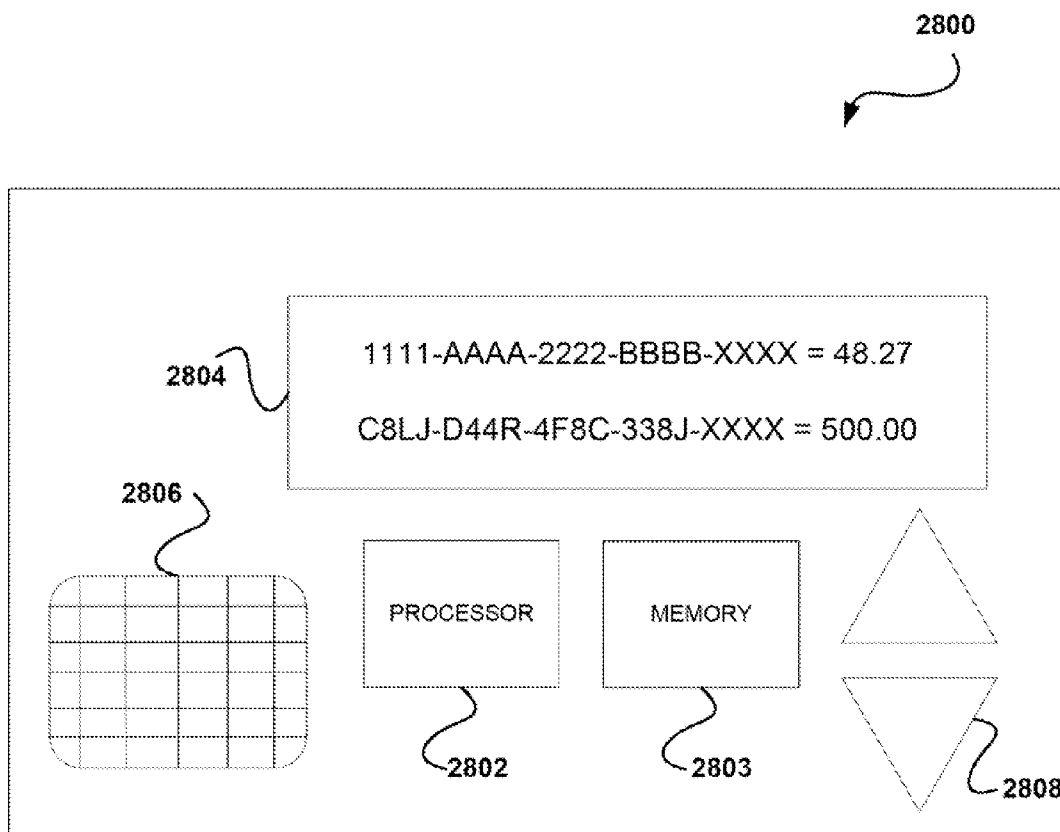 2800
1111-AAAA-2222-BBBB-XXXX = 48.27
2804
C8LJ-D44R-4F8C-338J-XXXX = 500.00
2806
PROCESSOR
MEMORY
2802
2803
2808